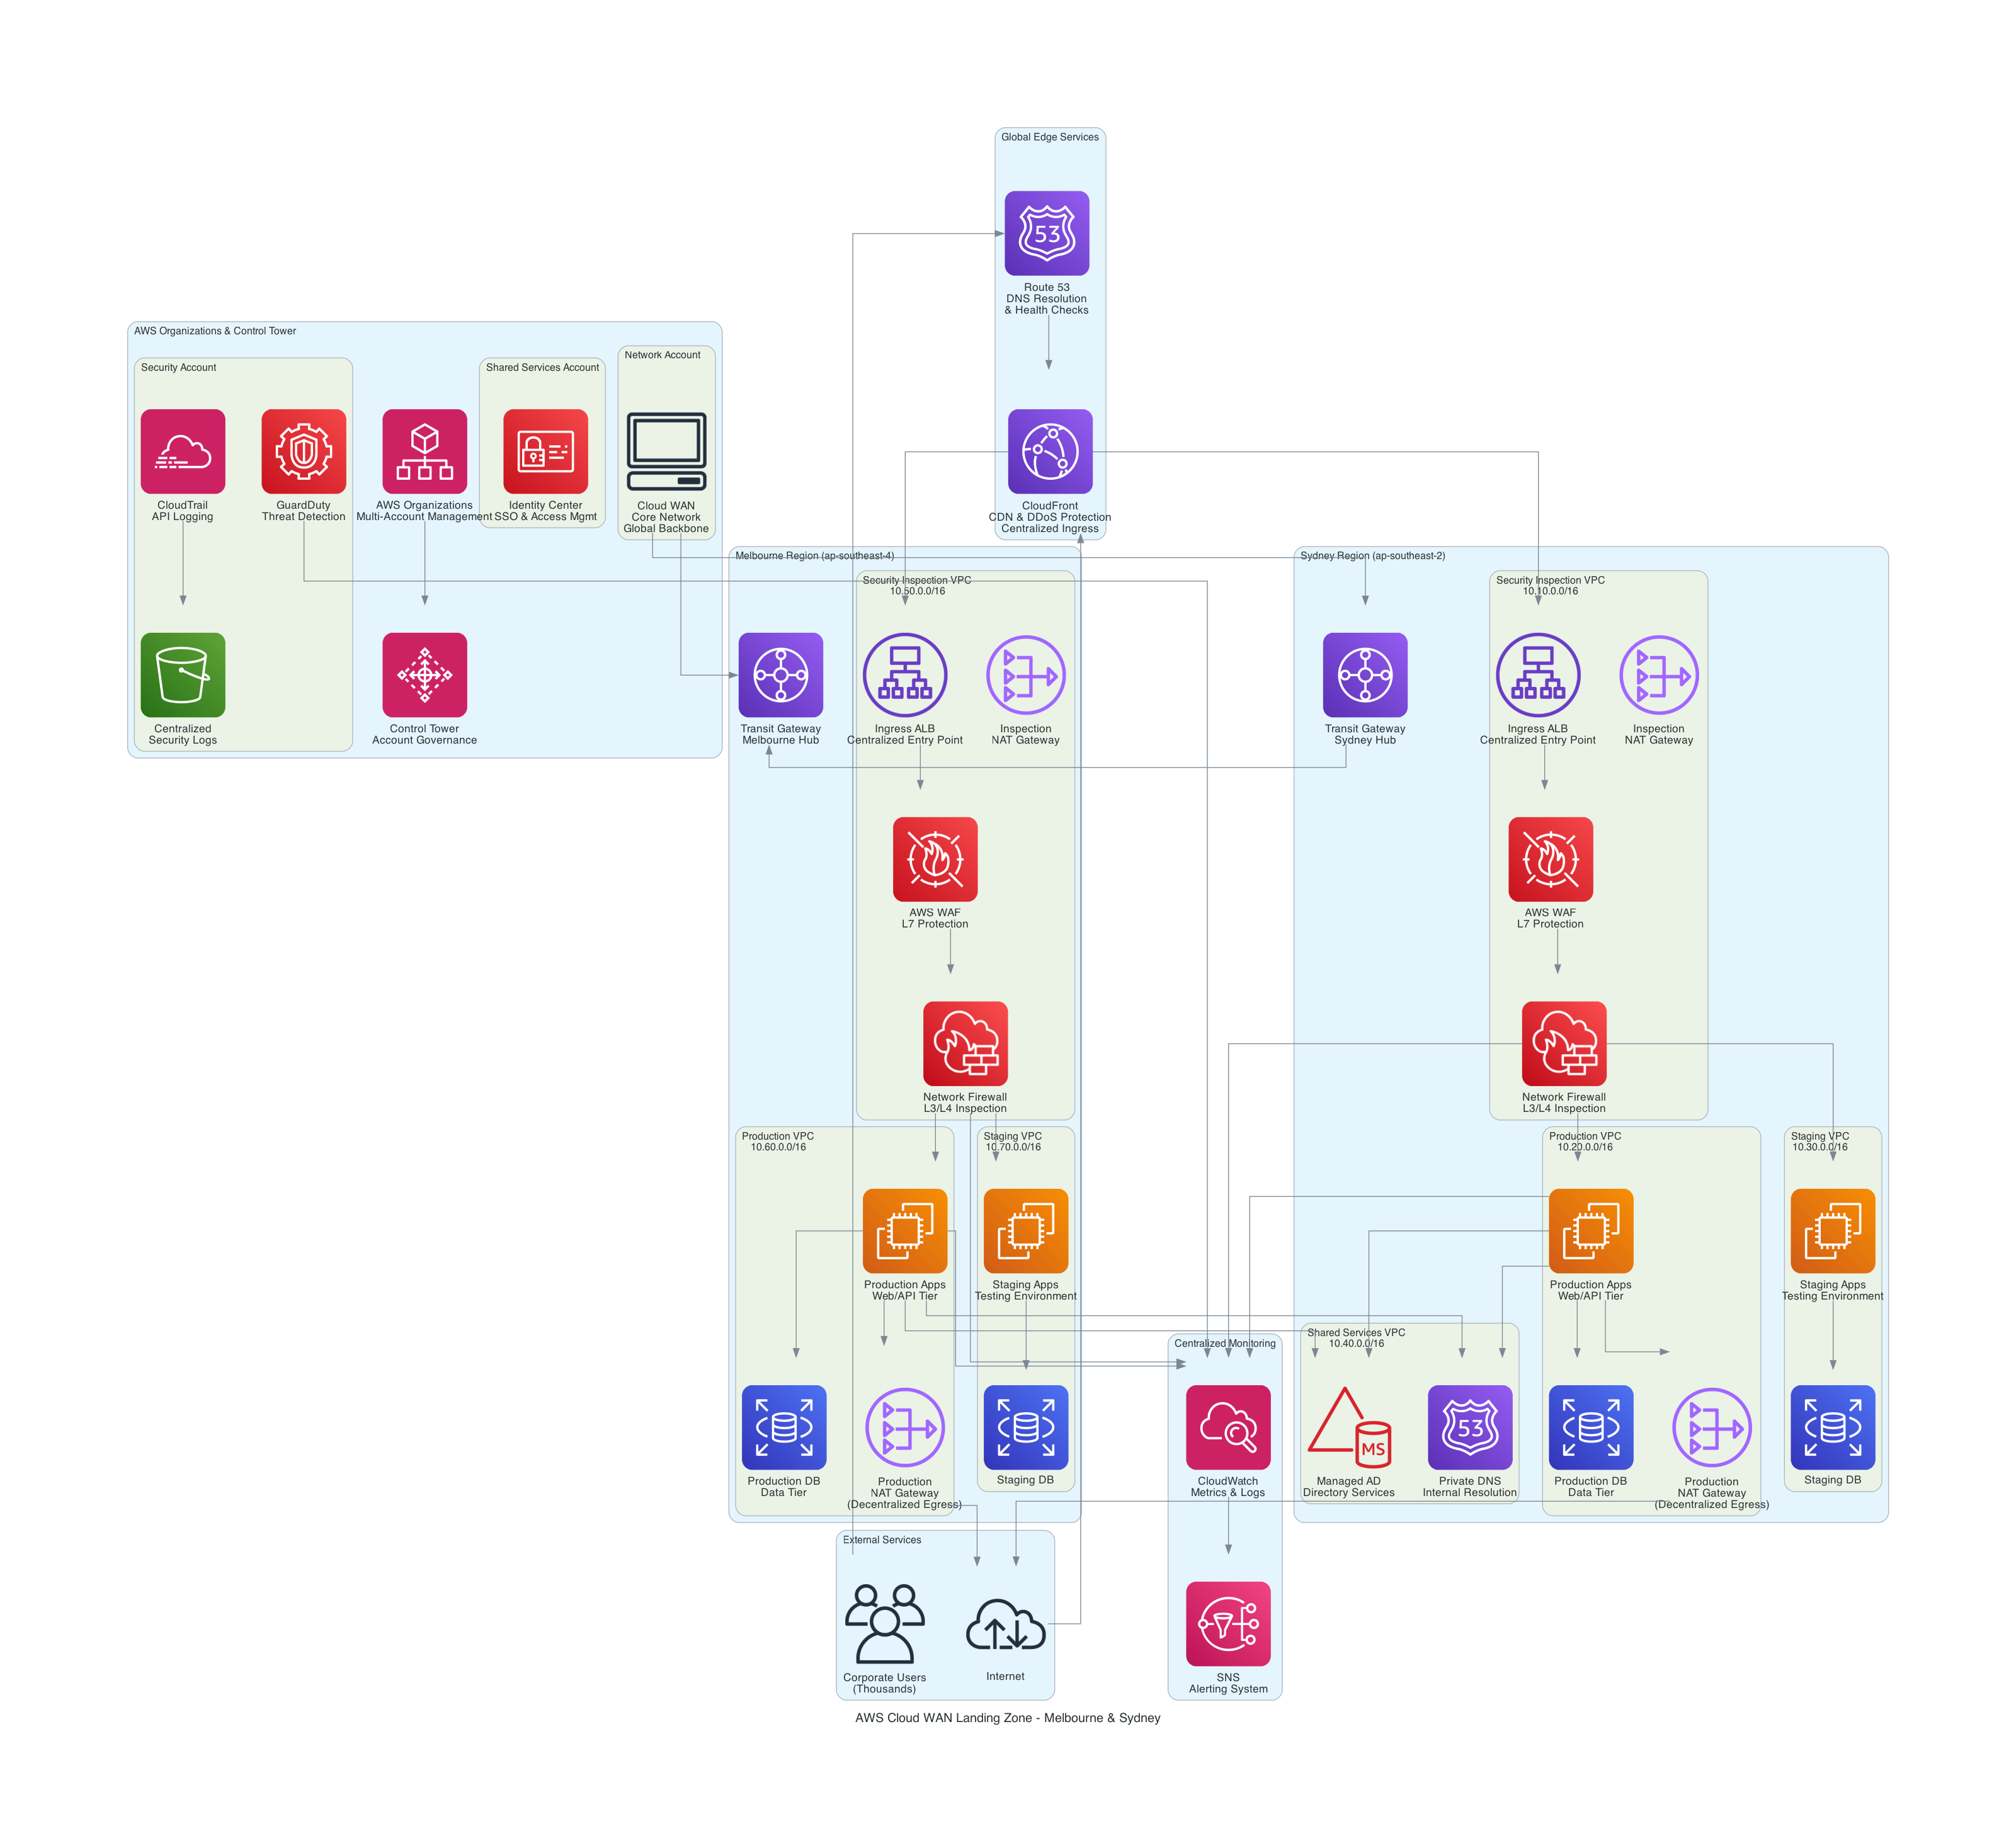 Global Edge Services
53
Route 53
DNS Resolution
& Health Checks
CloudFront
CDN & DDoS Protection
Centralized Ingress
AWS Organizations & Control Tower
Security Account
CloudTrail
API Logging
GuardDuty
Threat Detection
Centralized
Security Logs
AWS Organizations
Multi-Account Management
Control Tower
Account Governance
Shared Services Account
Identity Center
SSO & Access Mgmt
Network Account
Cloud WAN
Core Network
Global Backbone
Melbourne Region (ap-southeast-4)
Transit Gateway
Melbourne Hub
Security Inspection VPC
10.50.0.0/16
Ingress ALB
Centralized Entry Point
Inspection
NAT Gateway
AWS WAF
L7 Protection
Network Firewall
L3/L4 Inspection
Production VPC
10.60.0.0/16
Production Apps
Web/API Tier
Production DB
Data Tier
Production
NAT Gateway
(Decentralized Egress)
Staging VPC
10.70.0.0/16
Staging Apps
Testing Environment
Staging DB
Sydney Region (ap-southeast-2)
Transit Gateway
Sydney Hub
Security Inspection VPC
10.10.0.0/16
Ingress ALB
Centralized Entry Point
Inspection
NAT Gateway
AWS WAF
L7 Protection
Network Firewall
L3/L4 Inspection
Shared Services VPC
10.40.0.0/16
MS
Managed AD
Directory Services
53
Private DNS
Internal Resolution
Production VPC
10.20.0.0/16
Production Apps
Web/API Tier
Production DB
Data Tier
Production
NAT Gateway
(Decentralized Egress)
Staging VPC
10.30.0.0/16
Staging Apps
Testing Environment
Staging DB
Centralized Monitoring
CloudWatch
Metrics & Logs
SNS
Alerting System
External Services
Corporate Users
(Thousands)
Internet
AWS Cloud WAN Landing Zone - Melbourne & Sydney